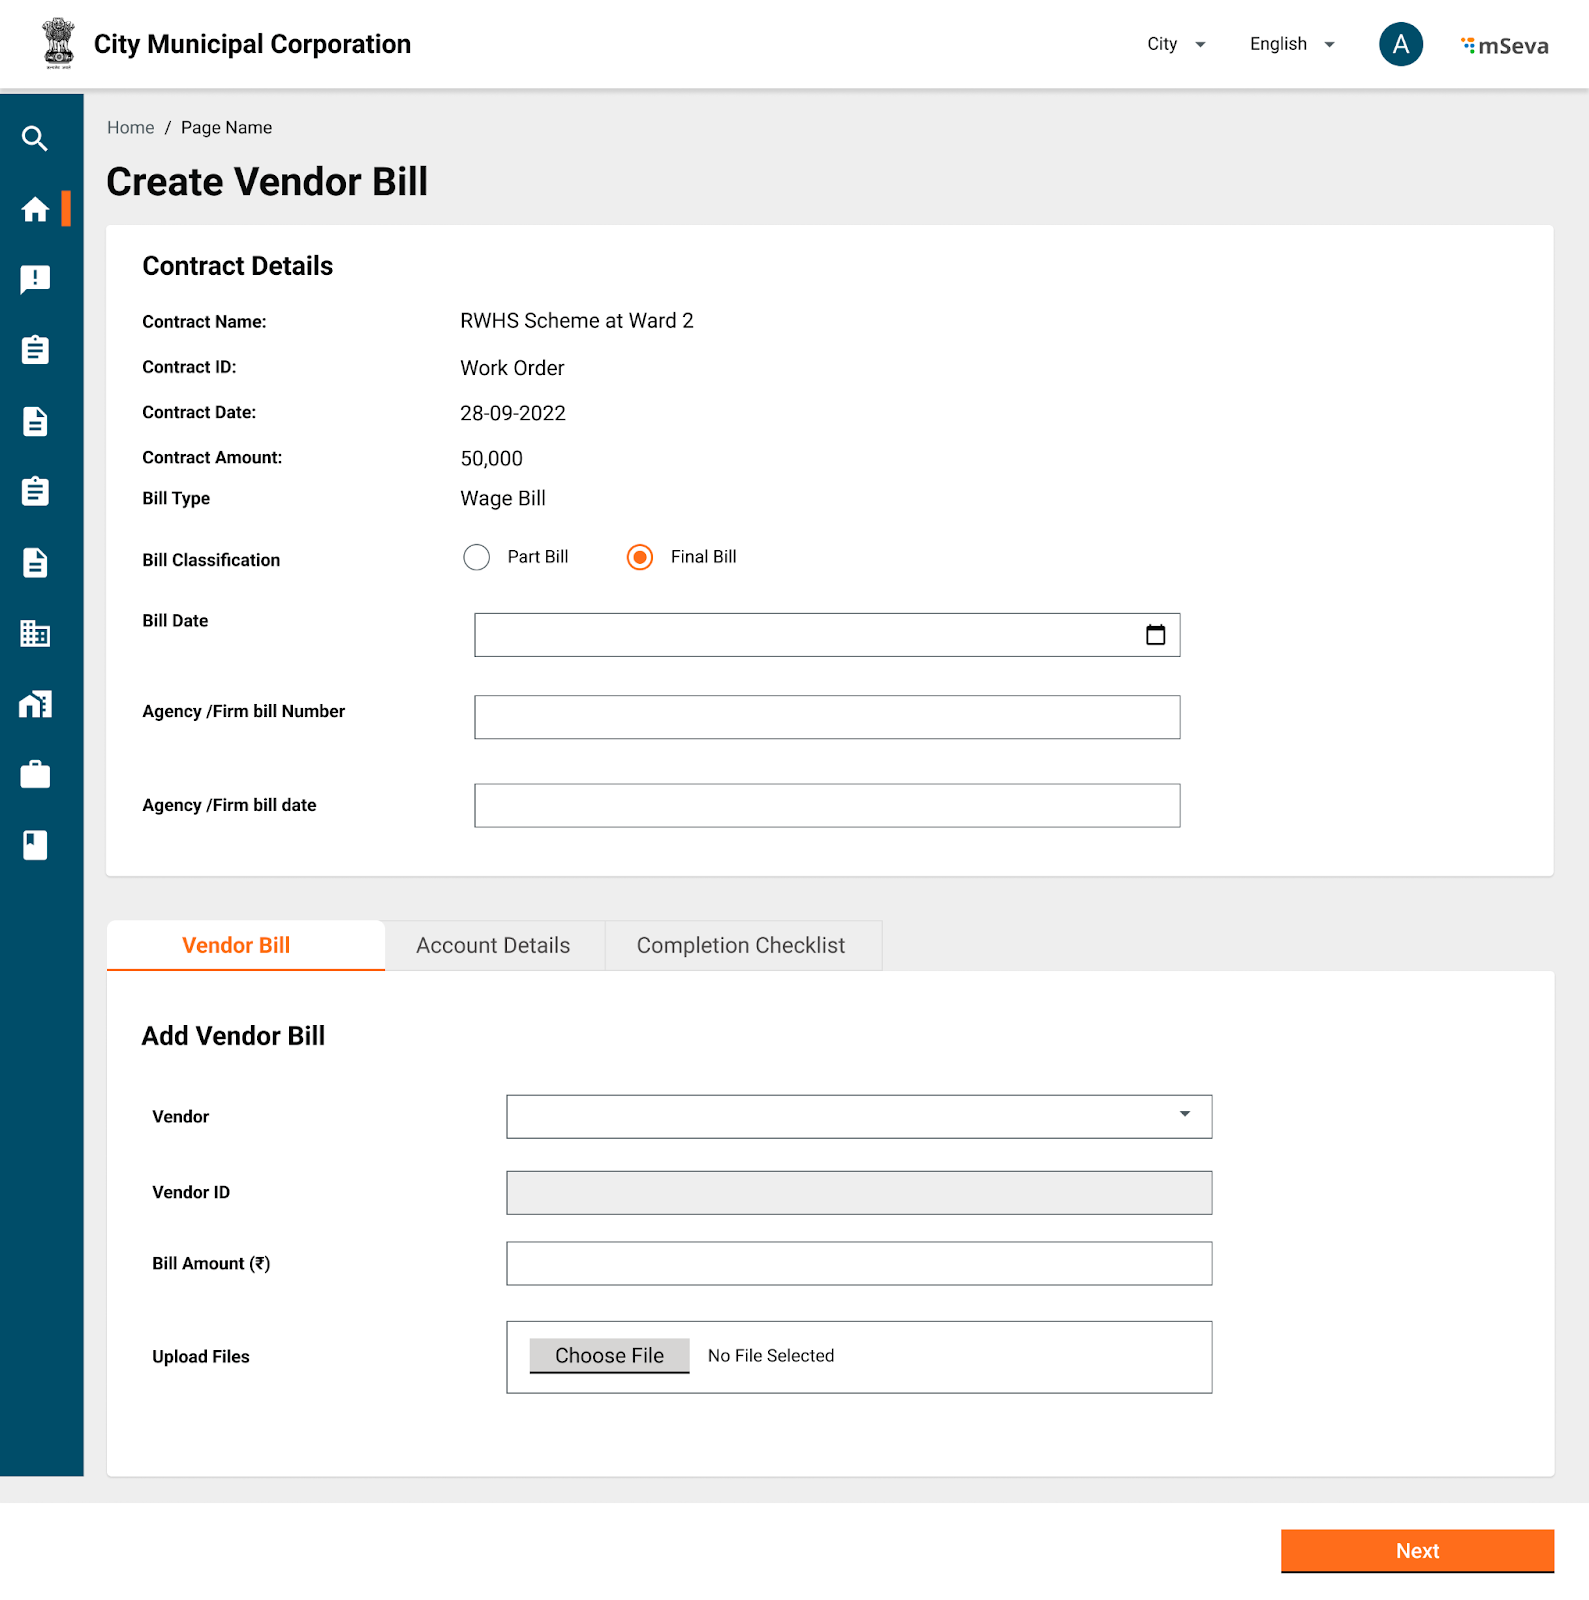 City Municipal Corporation
City
English
A
mSeva
Home / Page Name
Create Vendor Bill
Contract Details
Contract Name: RWHS Scheme at Ward 2
Contract ID: Work Order
Contract Date: 28-09-2022
Contract Amount: 50,000
Bill Type Wage Bill
Bill Classification Part Bill Final Bill
Bill Date
Agency /Firm bill Number
Agency /Firm bill date
Vendor Bill Account Details Completion Checklist
Add Vendor Bill
Vendor
Vendor ID
Bill Amount (₹)
Upload Files Choose File No File Selected
Next